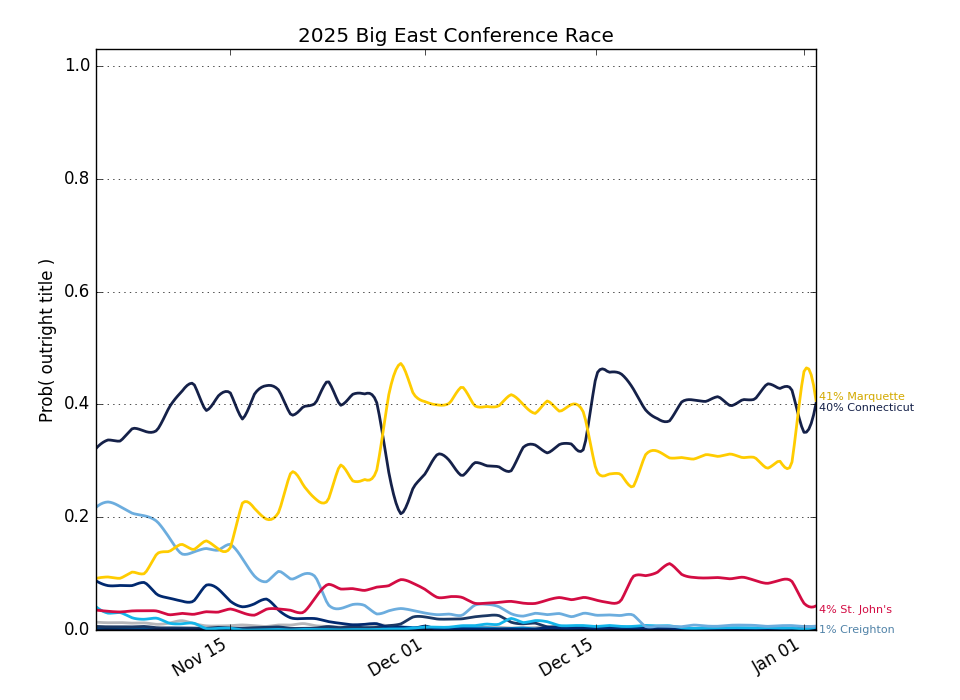 2025 Big East Conference Race
Prob( outright title )
1.0
0.8
0.6
0.4
0.2
0.0
41% Marquette
40% Connecticut
4% St. John's
1% Creighton
Nov 15
Dec 01
Dec 15
Jan 01